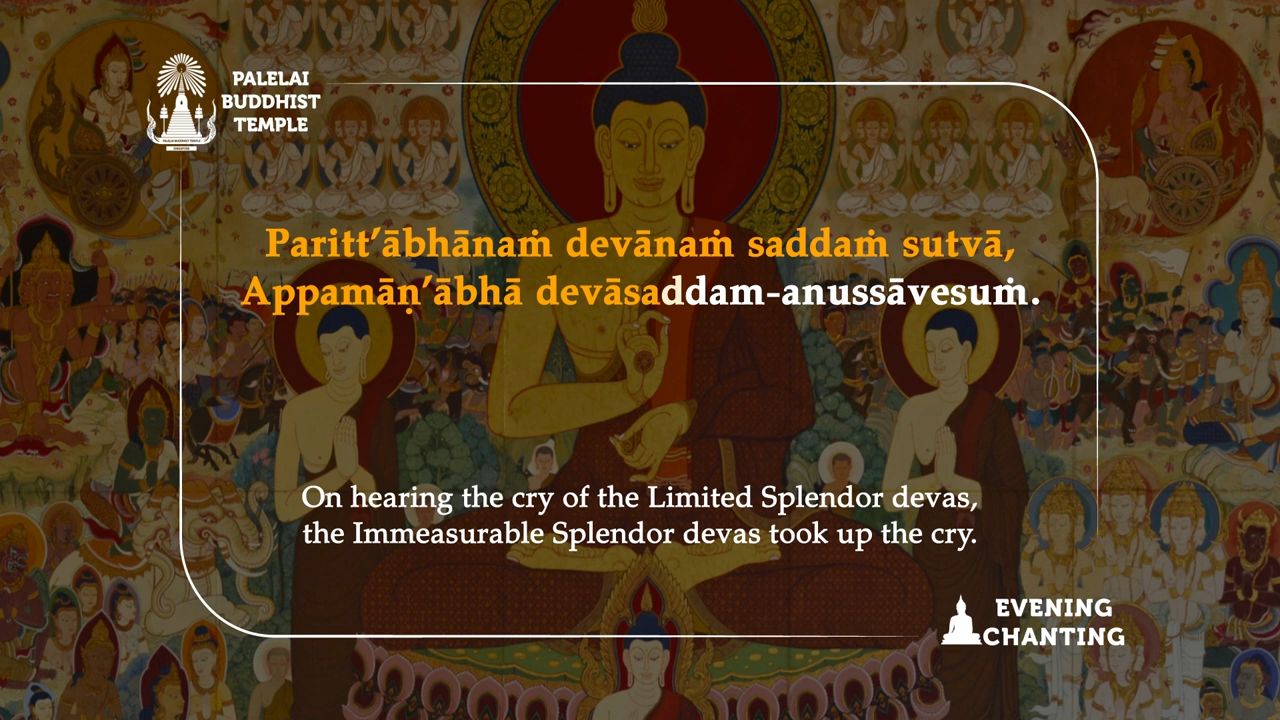 PALELAI
BUDDHIST
TEMPLE
Paritt’ābhānaṁ devānaṁ saddaṁ sutvā,
Appamāṇ’ābhā devāsaddam-anussāvesuṁ.
On hearing the cry of the Limited Splendor devas,
the Immeasurable Splendor devas took up the cry.
EVENING
CHANTING